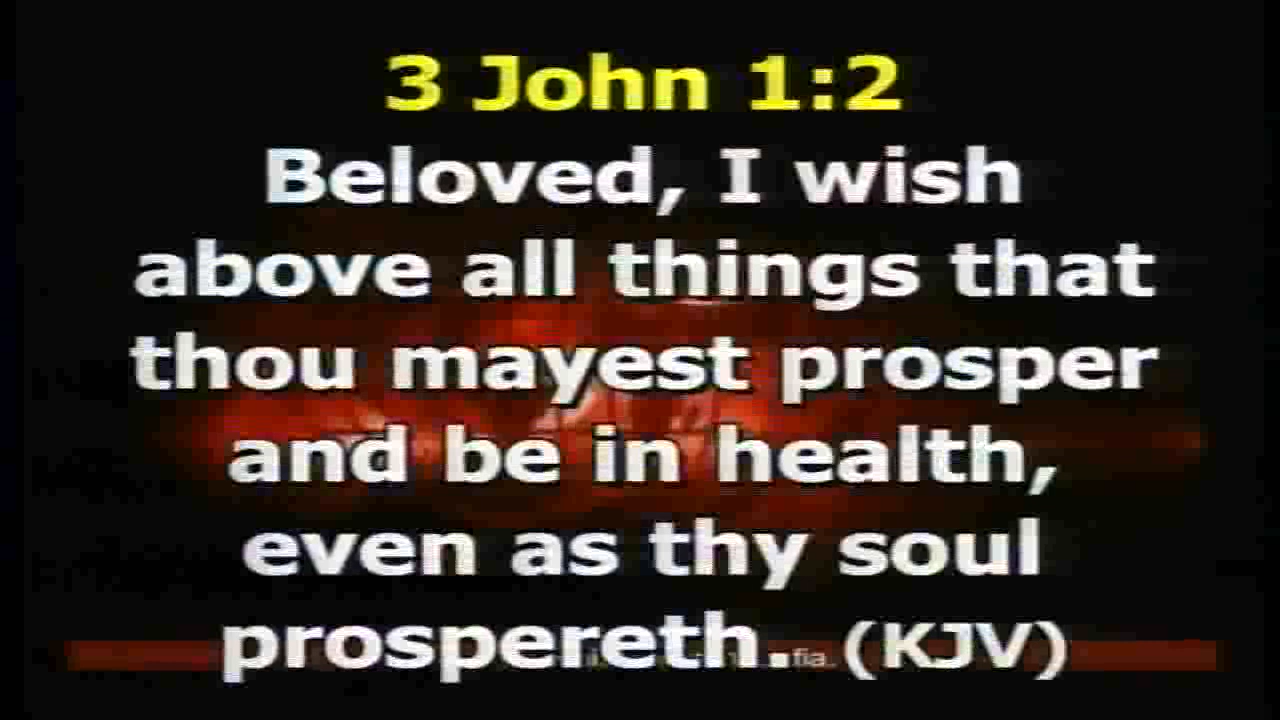 3 John 1:2
Beloved, I wish
above all things that
thou mayest prosper
and be in health,
even as thy soul
prospereth. (KJV)
fia.